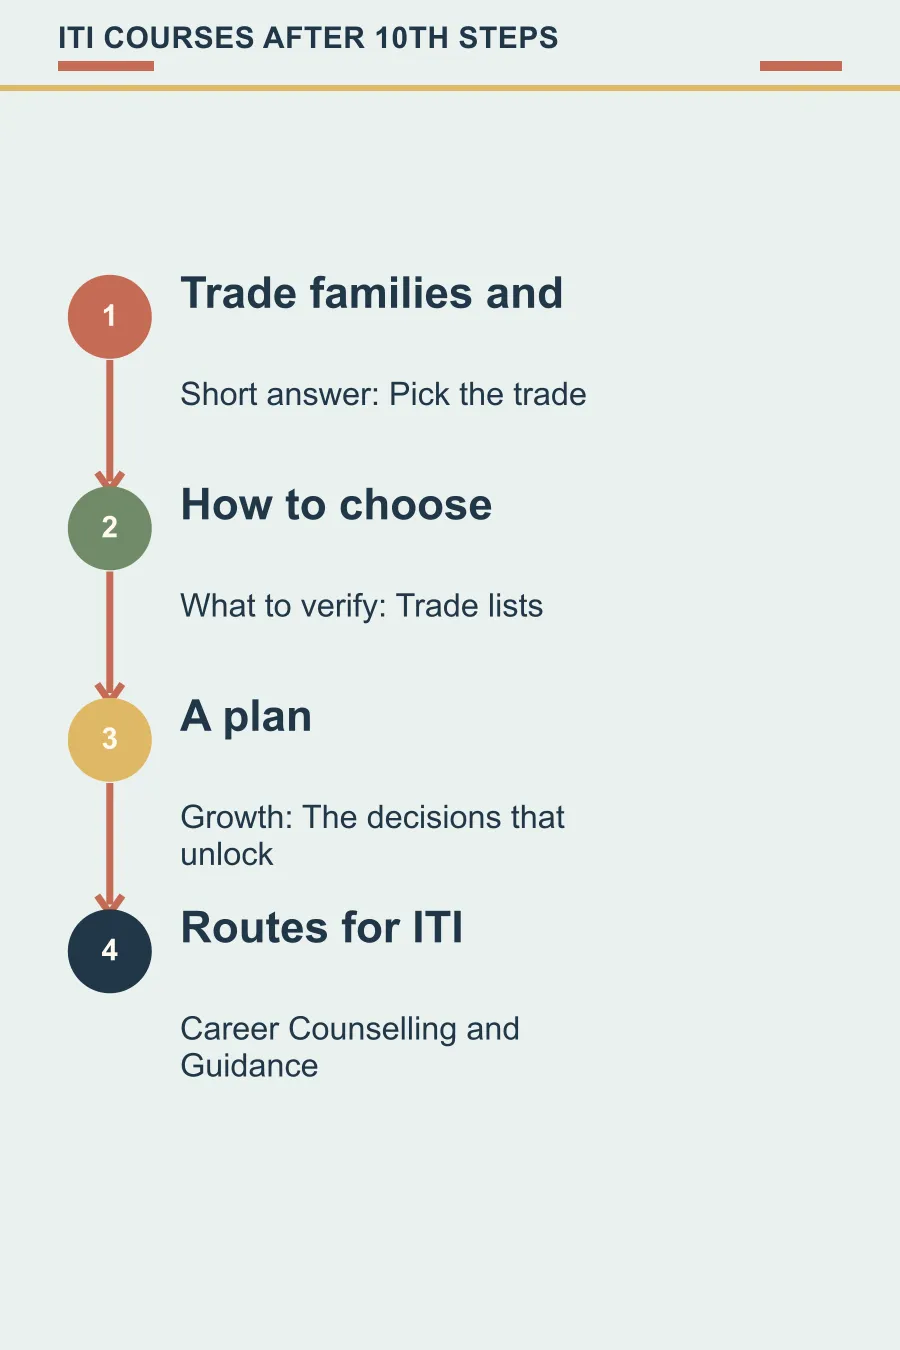 ITI COURSES AFTER 10TH STEPS
1
Trade families and
Short answer: Pick the trade
2
How to choose
What to verify: Trade lists
3
A plan
Growth: The decisions that
unlock
4
Routes for ITI
Career Counselling and
Guidance